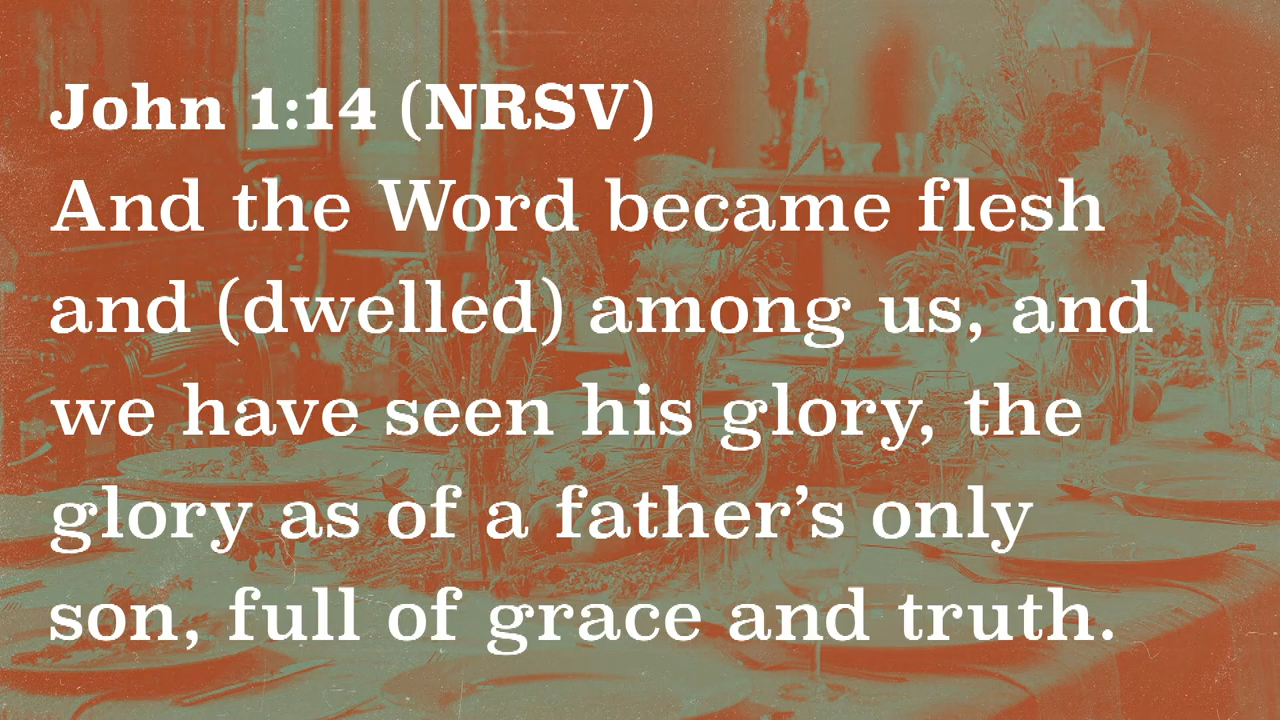 John 1:14 (NRSV)
And the Word became flesh
and (dwelled) among us, and
we have seen his glory, the
glory as of a father’s only
son, full of grace and truth.